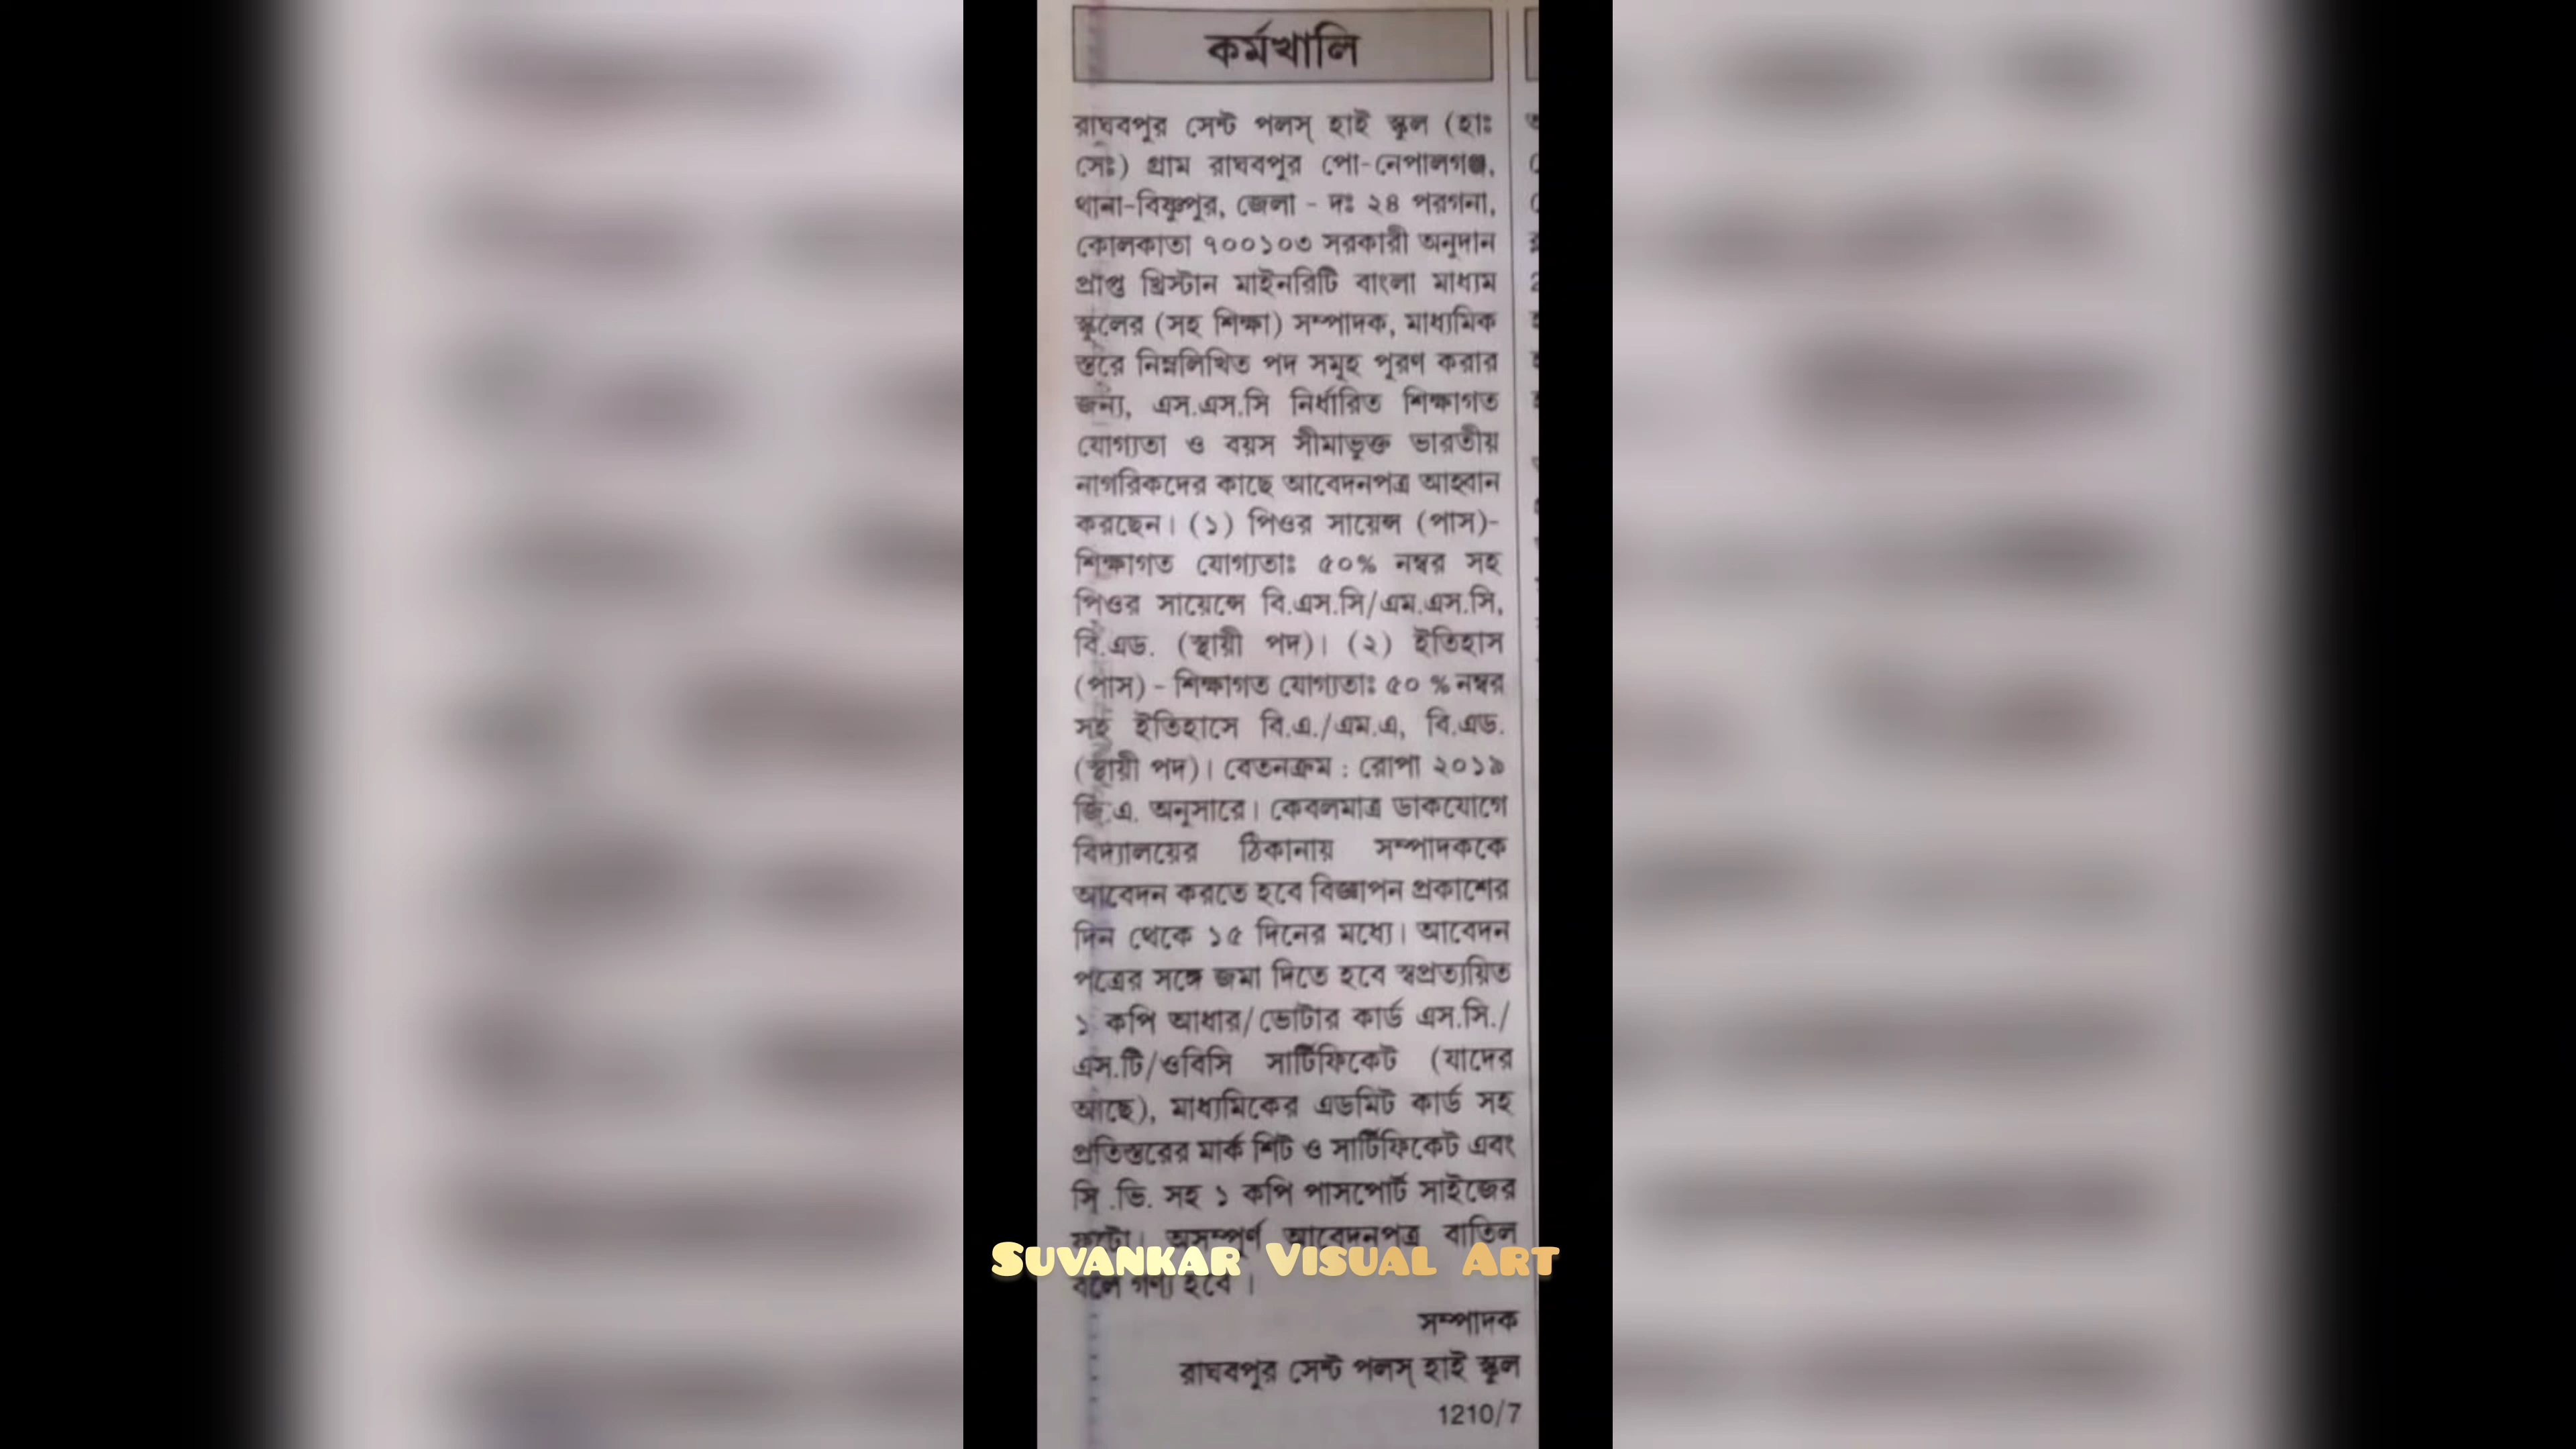 কর্মখালি
রাঘবপুর সেন্ট পলস্ হাই স্কুল (হাঃ
সেঃ) গ্রাম রাঘবপুর পো-নেপালগঞ্জ,
থানা-বিষ্ণুপুর, জেলা - দঃ ২৪ পরগনা,
কোলকাতা ৭০০১০৩ সরকারী অনুদান
প্রাপ্ত খ্রিস্টান মাইনরিটি বাংলা মাধ্যম
স্কুলের (সহ শিক্ষা) সম্পাদক, মাধ্যমিক
স্তরে নিম্নলিখিত পদ সমূহ পূরণ করার
জন্য, এস.এস.সি নির্ধারিত শিক্ষাগত
যোগ্যতা ও বয়স সীমাভুক্ত ভারতীয়
নাগরিকদের কাছে আবেদনপত্র আহ্বান
করছেন। (১) পিওর সায়েন্স (পাস)-
শিক্ষাগত যোগ্যতাঃ ৫০% নম্বর সহ
পিওর সায়েন্সে বি.এস.সি/এম.এস.সি,
বি.এড. (স্থায়ী পদ)। (২) ইতিহাস
(পাস) - শিক্ষাগত যোগ্যতাঃ ৫০ % নম্বর
সহ ইতিহাসে বি.এ./এম.এ, বি.এড.
(স্থায়ী পদ)। বেতনক্রম : রোপা ২০১৯
জি.এ. অনুসারে। কেবলমাত্র ডাকযোগে
বিদ্যালয়ের ঠিকানায় সম্পাদককে
আবেদন করতে হবে বিজ্ঞাপন প্রকাশের
দিন থেকে ১৫ দিনের মধ্যে। আবেদন
পত্রের সঙ্গে জমা দিতে হবে স্বপ্রত্যয়িত
১ কপি আধার/ভোটার কার্ড এস.সি./
এস.টি/ওবিসি সার্টিফিকেট (যাদের
আছে), মাধ্যমিকের এডমিট কার্ড সহ
প্রতিস্তরের মার্ক শিট ও সার্টিফিকেট এবং
সি .ভি. সহ ১ কপি পাসপোর্ট সাইজের
ফটো। অসম্পূর্ণ আবেদনপত্র বাতিল
SUVANKAR VISUAL ART
বলে গণ্য হবে ।
সম্পাদক
রাঘবপুর সেন্ট পলস্ হাই স্কুল
1210/7